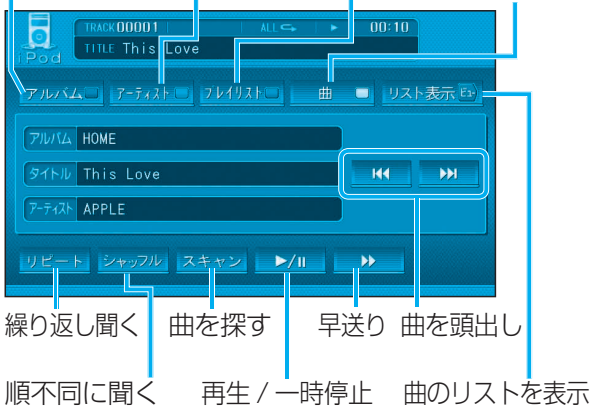 TRACK 00001 ALL ▶ 00:10
iPod
TITLE This Love
アルバム アーティスト プレイリスト 曲 リスト表示
アルバム HOME
タイトル This Love
アーティスト APPLE
リピート シャッフル スキャン ▶/II ▶▶
繰り返し聞く 曲を探す 早送り 曲を頭出し
順不同に聞く 再生 / 一時停止 曲のリストを表示